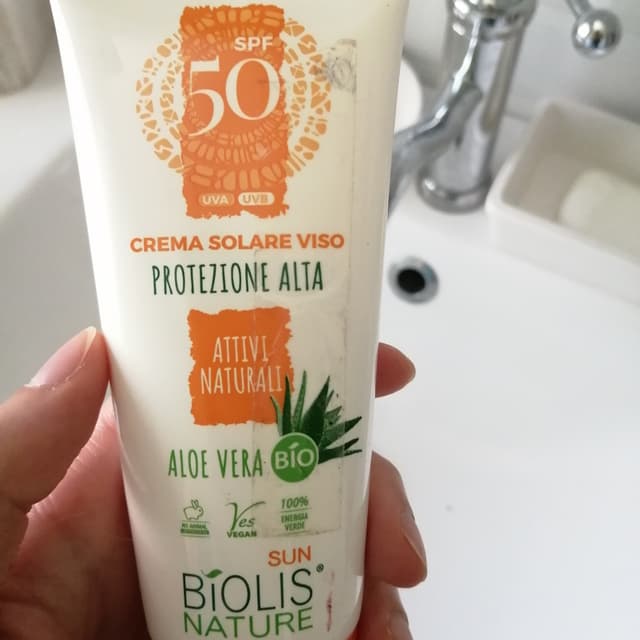 SPF
50
UVA UVB
CREMA SOLARE VISO
PROTEZIONE ALTA
ATTIVI
NATURALI
ALOE VERA BIO
Yes
VEGAN
100%
ENERGIA
VERDE
SUN
BiOLIS®
NATURE